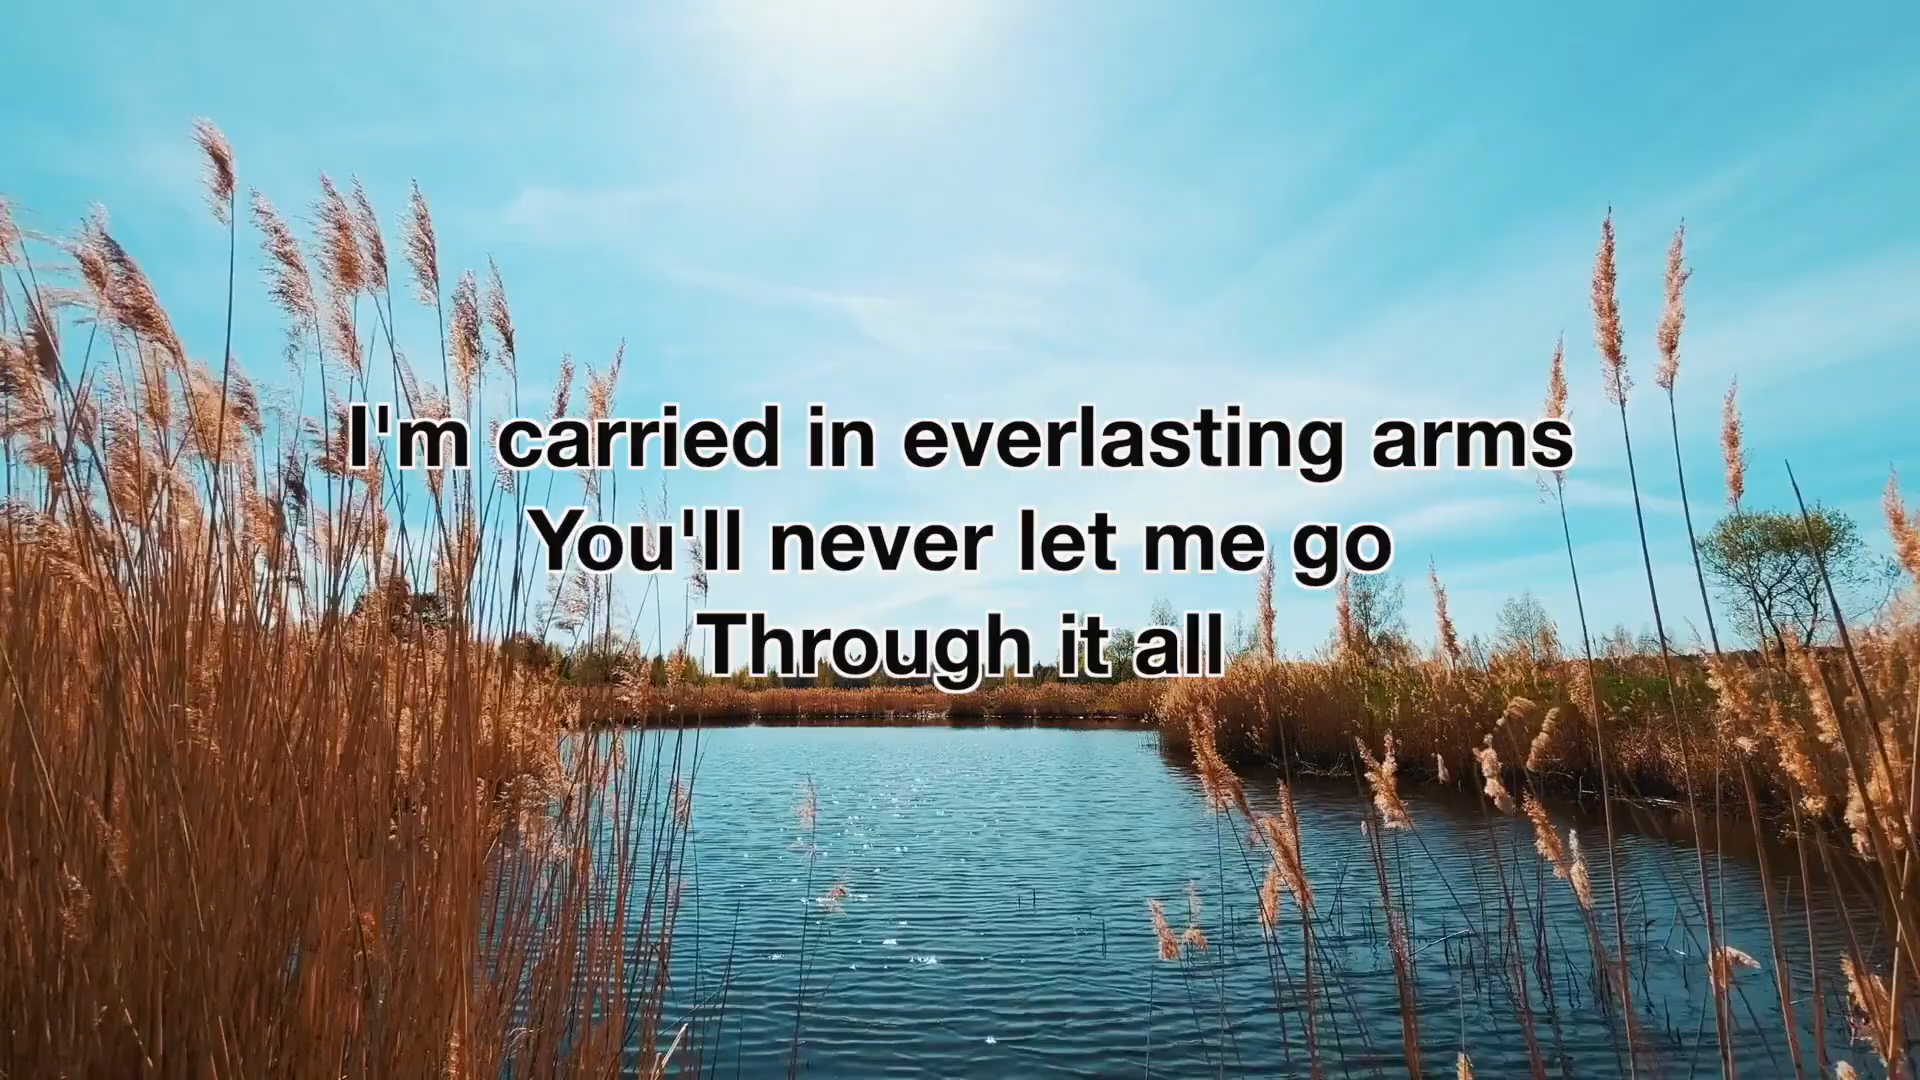 I'm carried in everlasting arms
You'll never let me go
Through it all